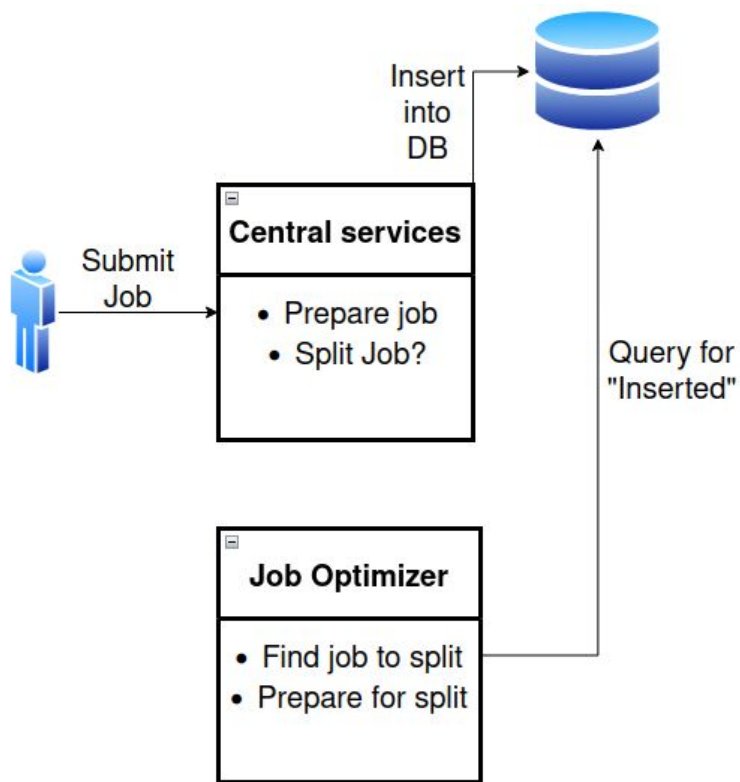 Insert
into
DB
Central services
Submit
Job
• Prepare job
• Split Job?
Query for
"Inserted"
Job Optimizer
• Find job to split
• Prepare for split